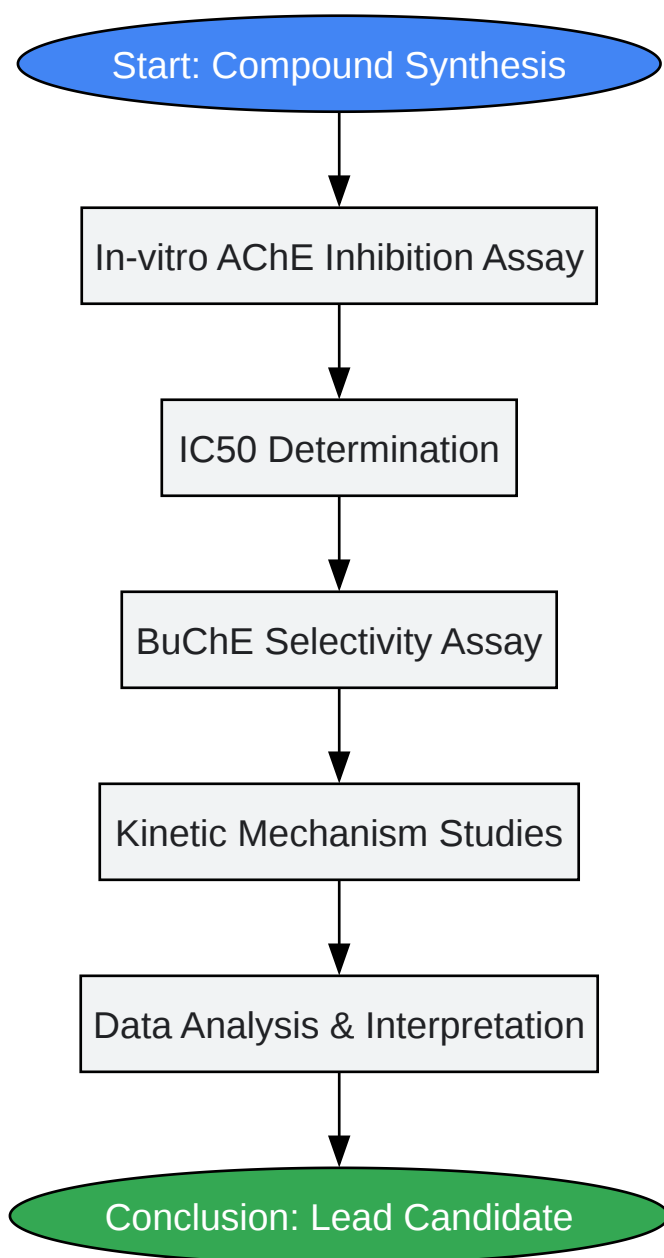 Start: Compound Synthesis
In-vitro AChE Inhibition Assay
IC50 Determination
BuChE Selectivity Assay
Kinetic Mechanism Studies
Data Analysis & Interpretation
Conclusion: Lead Candidate